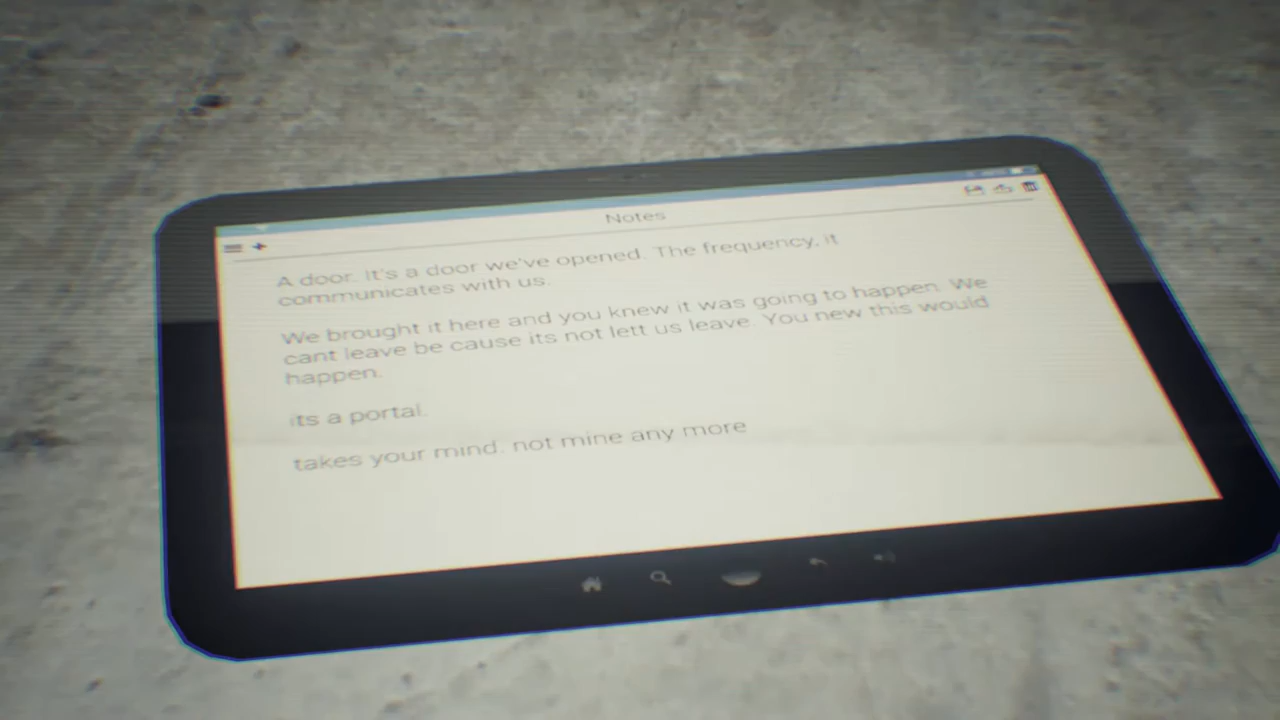 Notes
A door. It's a door we've opened. The frequency, it
communicates with us.
We brought it here and you knew it was going to happen. We
cant leave be cause its not lett us leave. You new this would
happen.
its a portal.
takes your mind. not mine any more